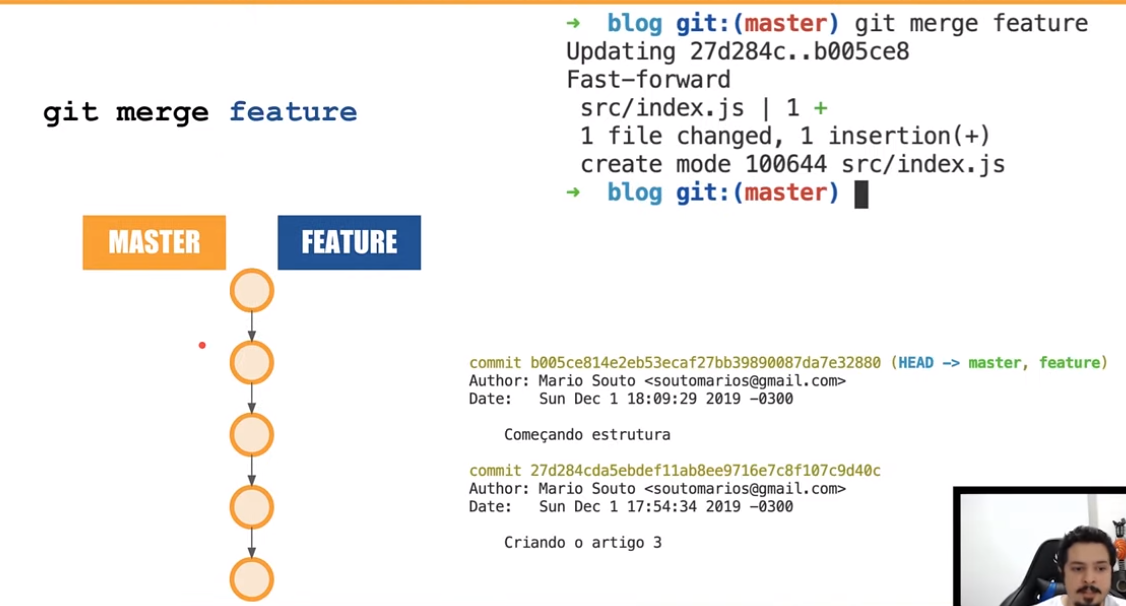 git merge feature
MASTER
FEATURE
➜ blog git:(master) git merge feature
Updating 27d284c..b005ce8
Fast-forward
src/index.js | 1 +
1 file changed, 1 insertion(+)
create mode 100644 src/index.js
➜ blog git:(master)
commit b005ce814e2eb53ecaf27bb39890087da7e32880 (HEAD -> master, feature)
Author: Mario Souto <soutomarios@gmail.com>
Date: Sun Dec 1 18:09:29 2019 -0300
Começando estrutura
commit 27d284cda5ebdef11ab8ee9716e7c8f107c9d40c
Author: Mario Souto <soutomarios@gmail.com>
Date: Sun Dec 1 17:54:34 2019 -0300
Criando o artigo 3